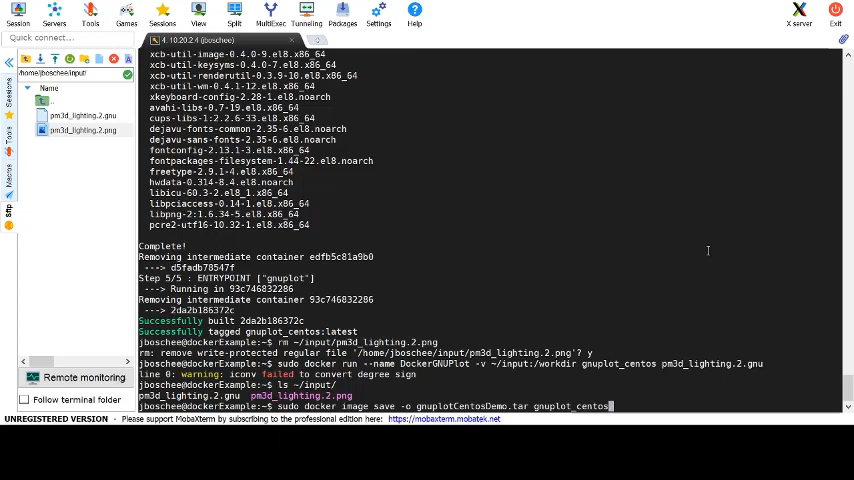 Session Servers Tools Games Sessions View Split MultiExec Tunneling Packages Settings Help X server Exit
Quick connect...
4. 10.20.2.4 (jboschee)
/home/jboschee/input/
Name
..
pm3d_lighting.2.gnu
pm3d_lighting.2.png
Sessions
Tools
Macros
Sftp
xcb-util-image-0.4.0-9.el8.x86_64
xcb-util-keysyms-0.4.0-7.el8.x86_64
xcb-util-renderutil-0.3.9-10.el8.x86_64
xcb-util-wm-0.4.1-12.el8.x86_64
xkeyboard-config-2.28-1.el8.noarch
avahi-libs-0.7-19.el8.x86_64
cups-libs-1:2.2.6-33.el8.x86_64
dejavu-fonts-common-2.35-6.el8.noarch
dejavu-sans-fonts-2.35-6.el8.noarch
fontconfig-2.13.1-3.el8.x86_64
fontpackages-filesystem-1.44-22.el8.noarch
freetype-2.9.1-4.el8.x86_64
hwdata-0.314-8.4.el8.noarch
libicu-60.3-2.el8_1.x86_64
libpciaccess-0.14-1.el8.x86_64
libpng-2:1.6.34-5.el8.x86_64
pcre2-utf16-10.32-1.el8.x86_64
Complete!
Removing intermediate container edfb5c81a9b0
---> d5fadb78547f
Step 5/5 : ENTRYPOINT ["gnuplot"]
---> Running in 93c746832286
Removing intermediate container 93c746832286
---> 2da2b186372c
Successfully built 2da2b186372c
Successfully tagged gnuplot_centos:latest
jboschee@dockerExample:~$ rm ~/input/pm3d_lighting.2.png
rm: remove write-protected regular file '/home/jboschee/input/pm3d_lighting.2.png'? y
jboschee@dockerExample:~$ sudo docker run --name DockerGNUPlot -v ~/input:/workdir gnuplot_centos pm3d_lighting.2.gnu
line 0: warning: iconv failed to convert degree sign
jboschee@dockerExample:~$ ls ~/input/
pm3d_lighting.2.gnu pm3d_lighting.2.png
jboschee@dockerExample:~$ sudo docker image save -o gnuplotCentosDemo.tar gnuplot_centos
Remote monitoring
Follow terminal folder
UNREGISTERED VERSION - Please support MobaXterm by subscribing to the professional edition here: https://mobaxterm.mobatek.net